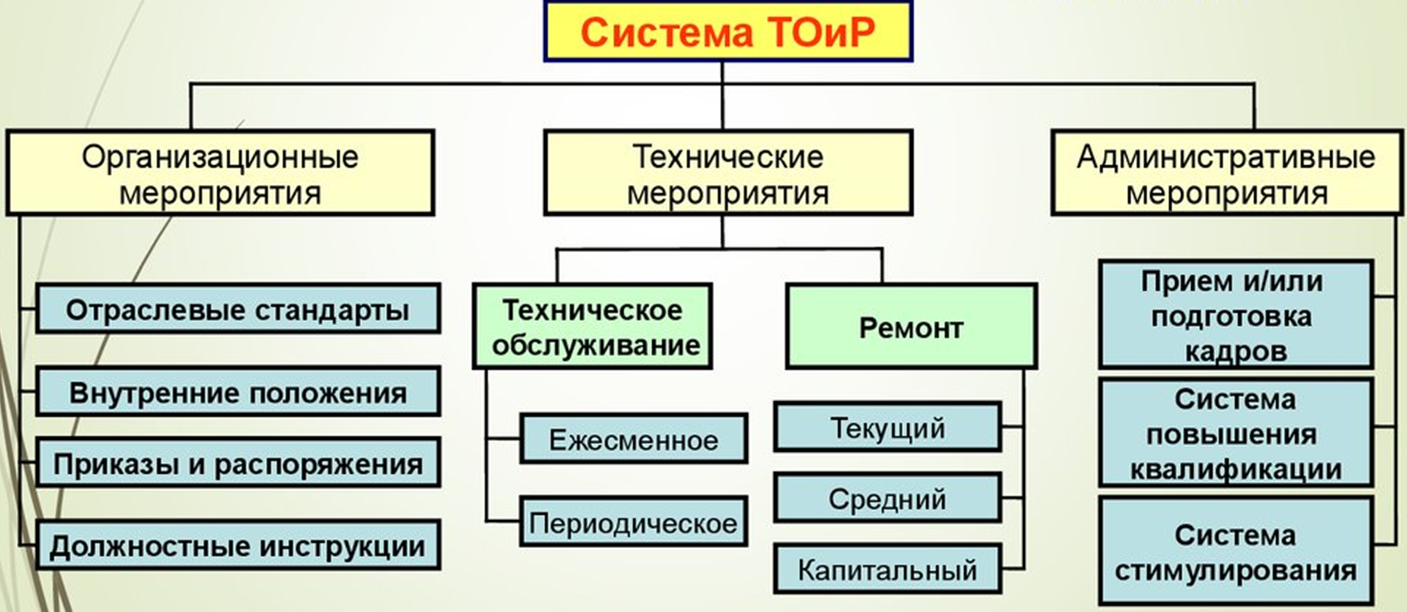 Система ТОиР
Организационные
мероприятия
Отраслевые стандарты
Внутренние положения
Приказы и распоряжения
Должностные инструкции
Технические
мероприятия
Техническое
обслуживание
Ежесменное
Периодическое
Ремонт
Текущий
Средний
Капитальный
Административные
мероприятия
Прием и/или
подготовка
кадров
Система
повышения
квалификации
Система
стимулирования